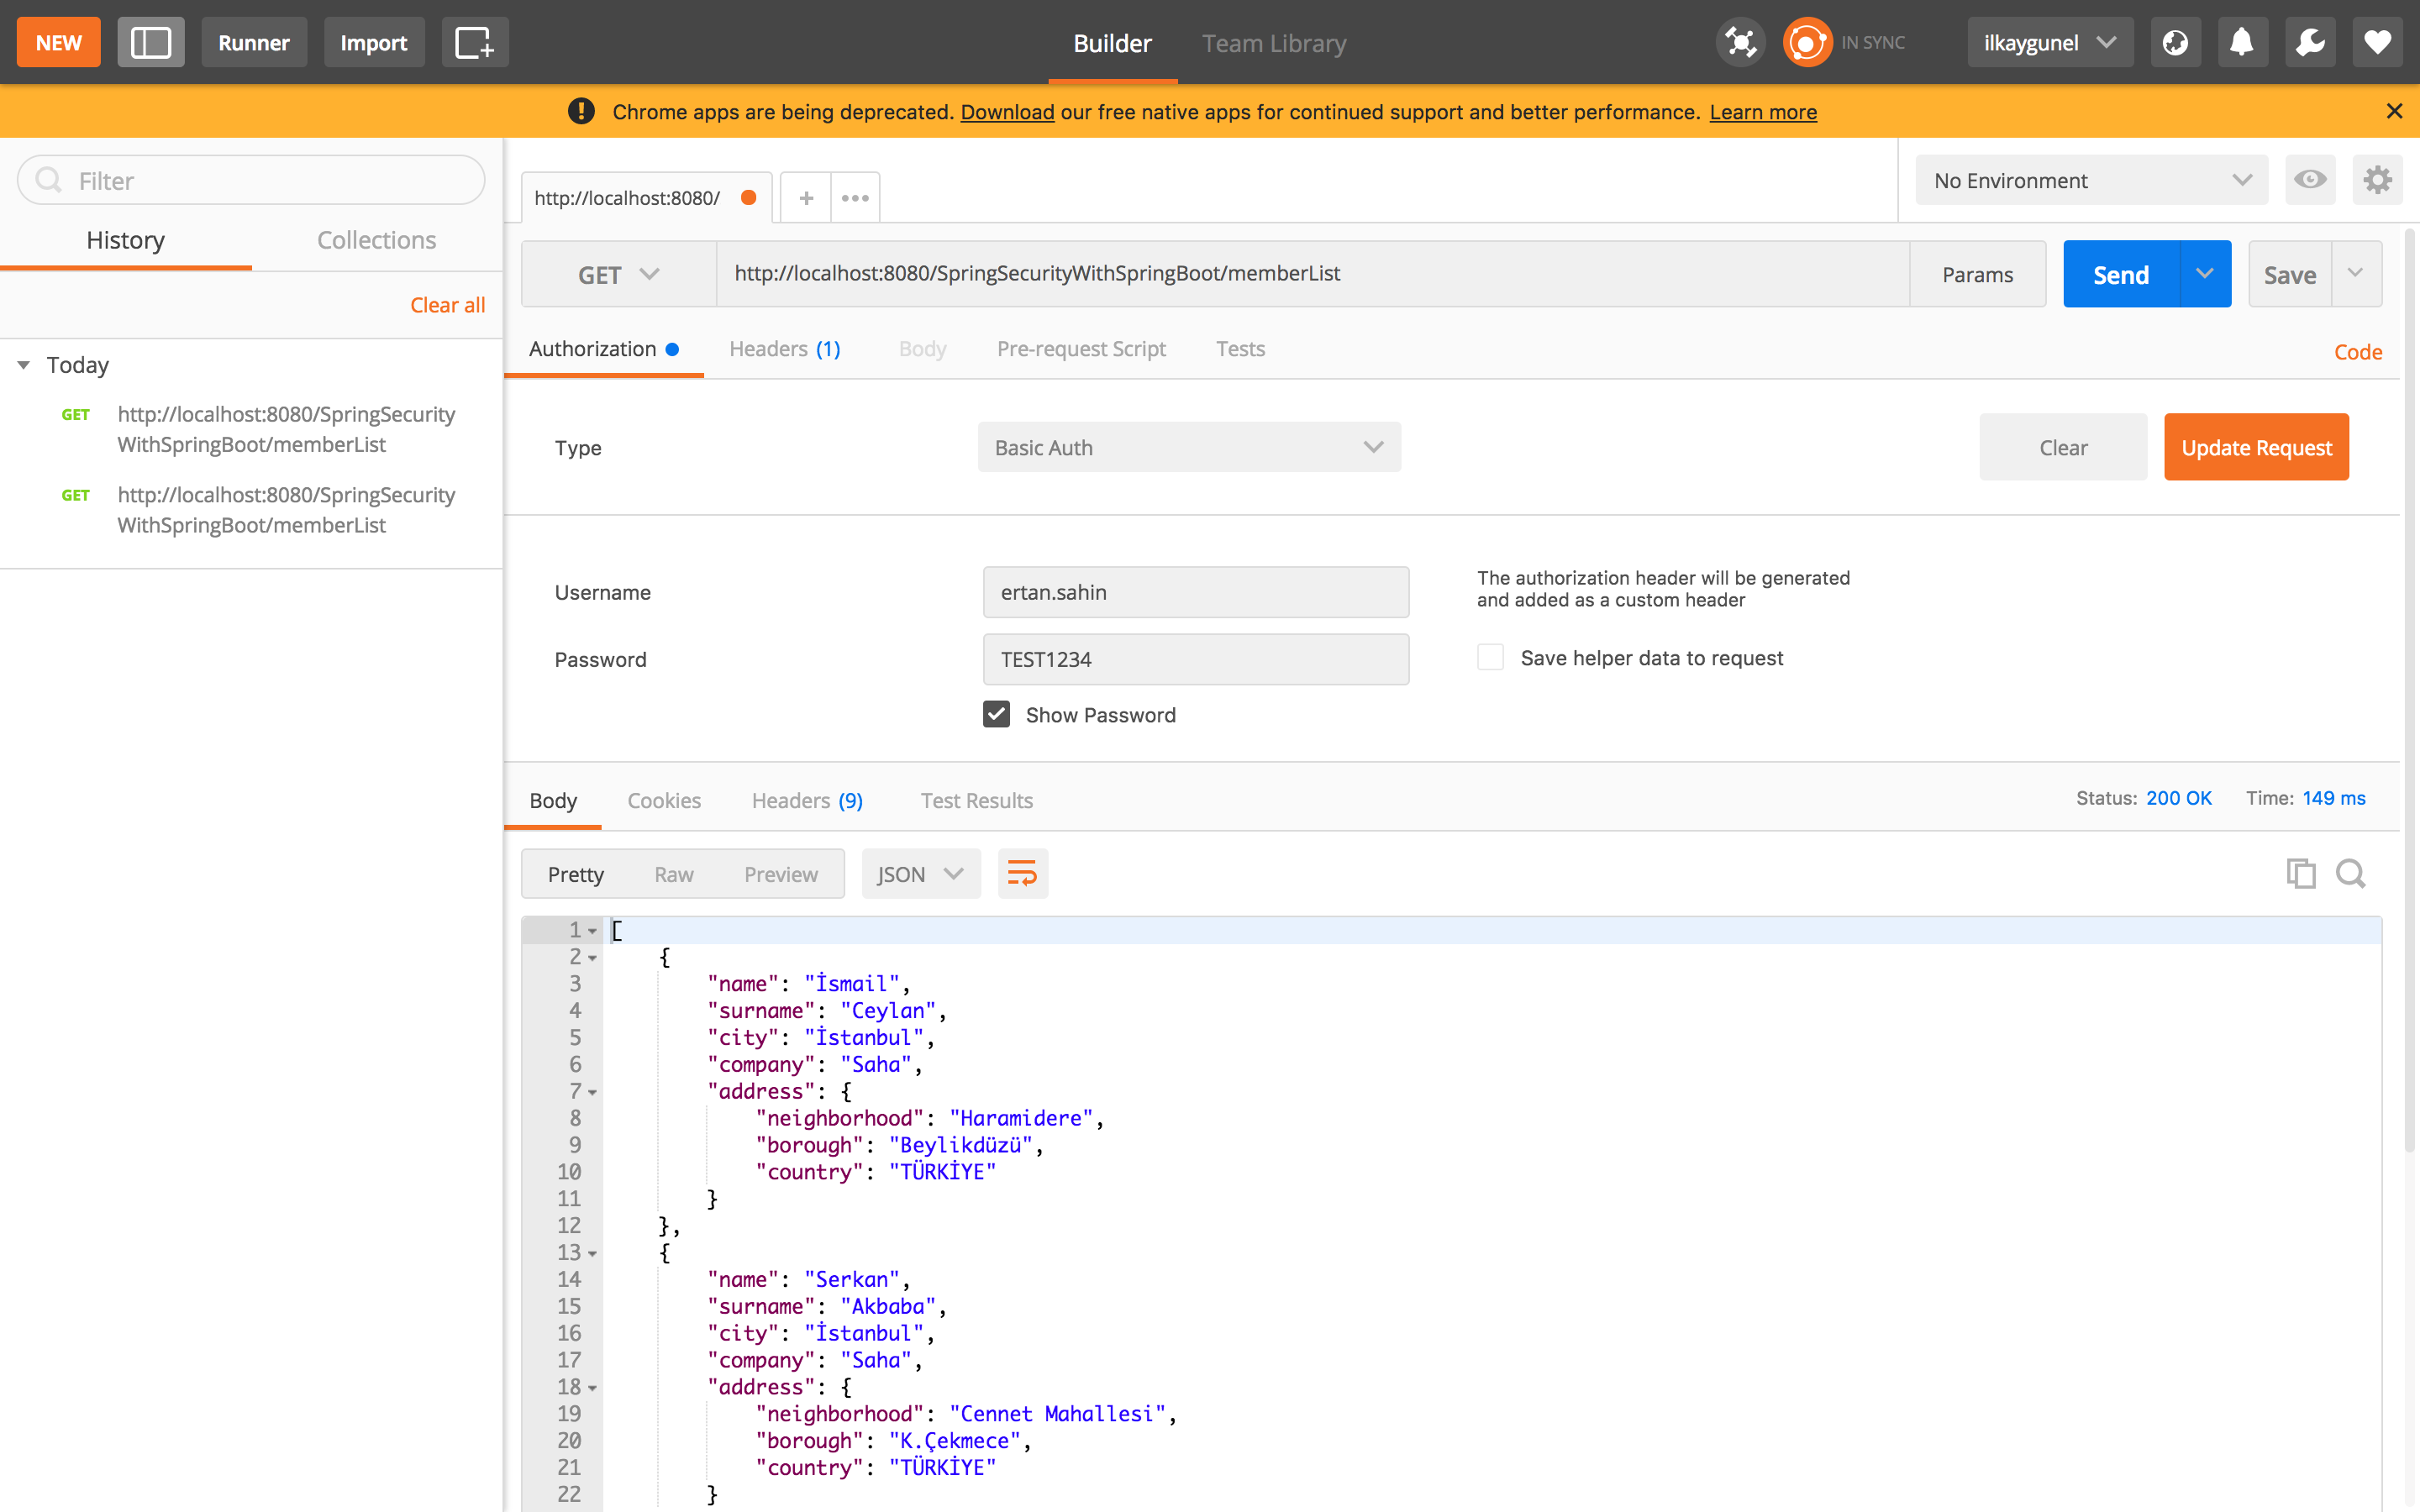 NEW Runner Import Builder Team Library IN SYNC ilkaygunel
Chrome apps are being deprecated. Download our free native apps for continued support and better performance. Learn more
Filter
History Collections
Clear all
Today
GET http://localhost:8080/SpringSecurity
WithSpringBoot/memberList
GET http://localhost:8080/SpringSecurity
WithSpringBoot/memberList
http://localhost:8080/
No Environment
GET http://localhost:8080/SpringSecurityWithSpringBoot/memberList Params Send Save
Authorization Headers (1) Body Pre-request Script Tests Code
Type Basic Auth Clear Update Request
Username ertan.sahin
The authorization header will be generated
and added as a custom header
Password TEST1234
Save helper data to request
Show Password
Body Cookies Headers (9) Test Results Status: 200 OK Time: 149 ms
Pretty Raw Preview JSON
1 [
2 {
3 "name": "İsmail",
4 "surname": "Ceylan",
5 "city": "İstanbul",
6 "company": "Saha",
7 "address": {
8 "neighborhood": "Haramidere",
9 "borough": "Beylikdüzü",
10 "country": "TÜRKİYE"
11 }
12 },
13 {
14 "name": "Serkan",
15 "surname": "Akbaba",
16 "city": "İstanbul",
17 "company": "Saha",
18 "address": {
19 "neighborhood": "Cennet Mahallesi",
20 "borough": "K.Çekmece",
21 "country": "TÜRKİYE"
22 }